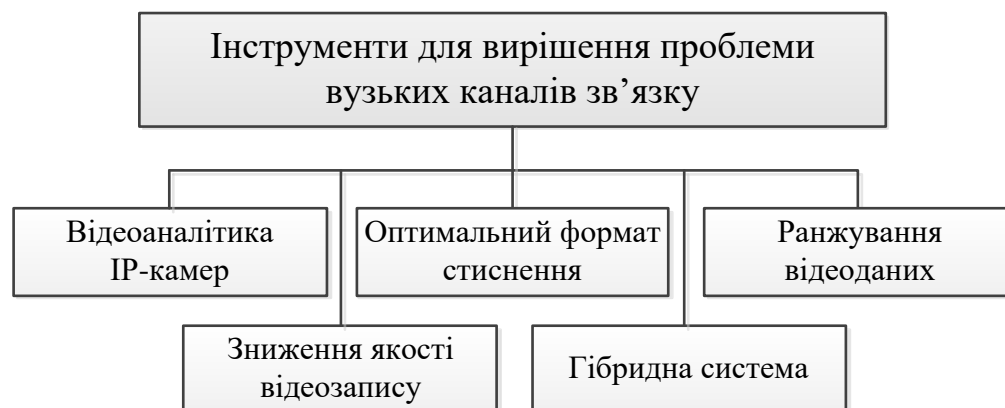 Інструменти для вирішення проблеми
вузьких каналів зв’язку
Відеоаналітика
IP-камер
Оптимальний формат
стиснення
Ранжування
відеоданих
Зниження якості
відеозапису
Гібридна система